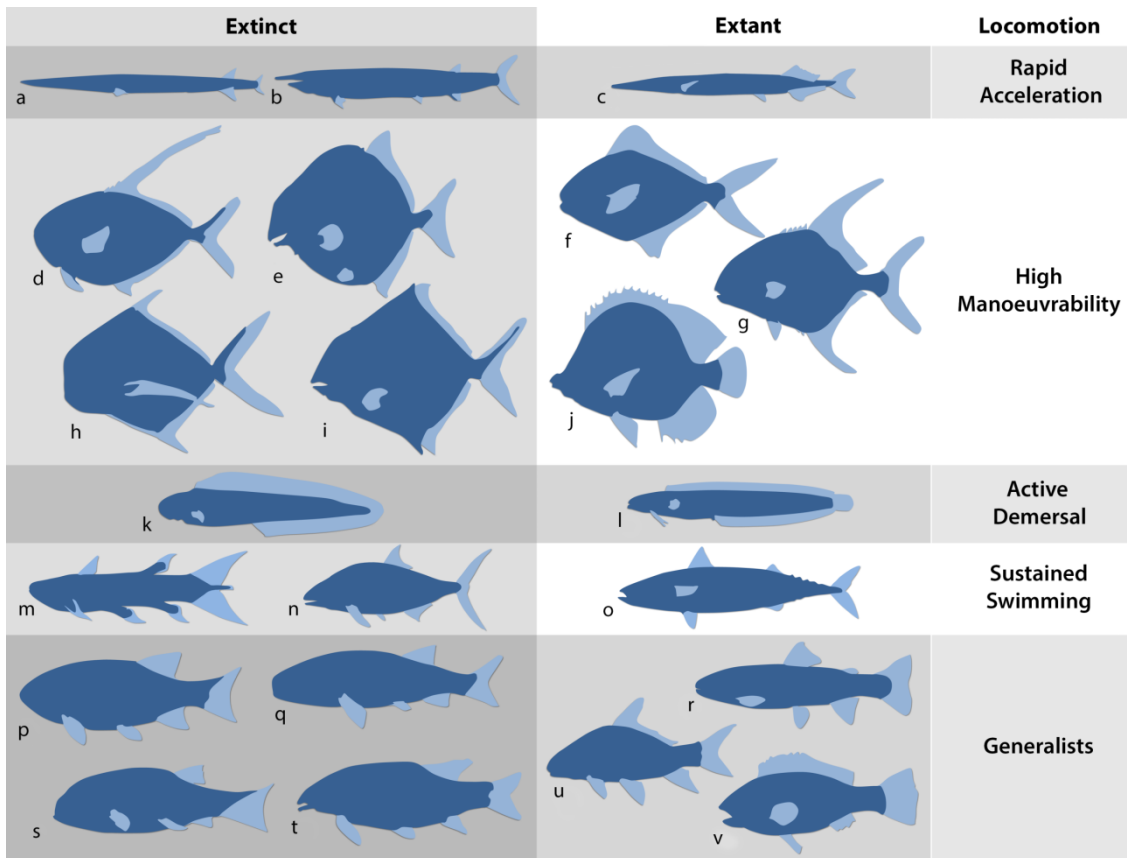 Extinct Extant Locomotion
a b c Rapid
Acceleration
d e f
g High
Manoeuvrability
h i j
k l Active
Demersal
m n o Sustained
Swimming
p q r
Generalists
s t u v